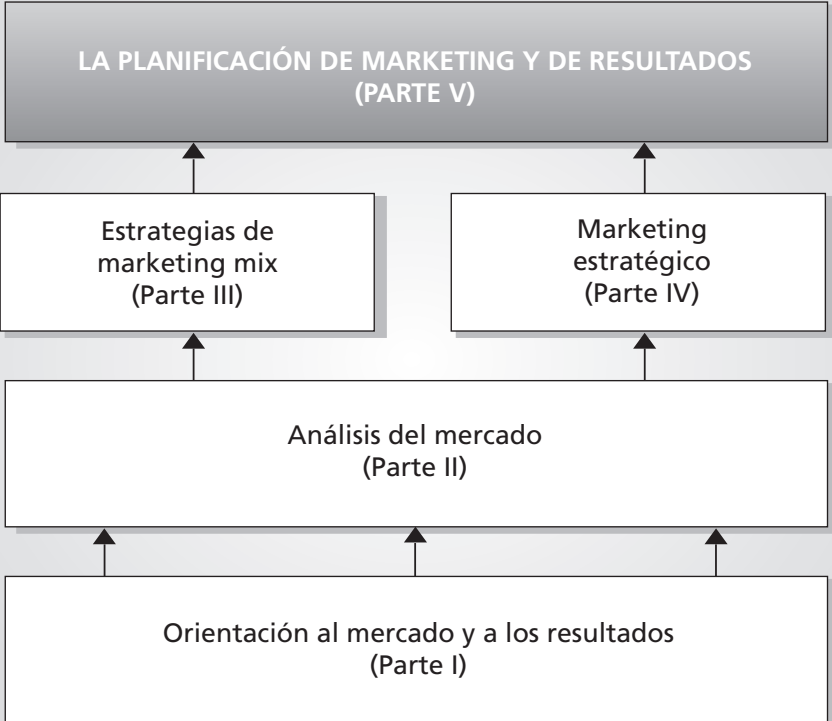 LA PLANIFICACIÓN DE MARKETING Y DE RESULTADOS
(PARTE V)
Estrategias de
marketing mix
(Parte III)
Marketing
estratégico
(Parte IV)
Análisis del mercado
(Parte II)
Orientación al mercado y a los resultados
(Parte I)